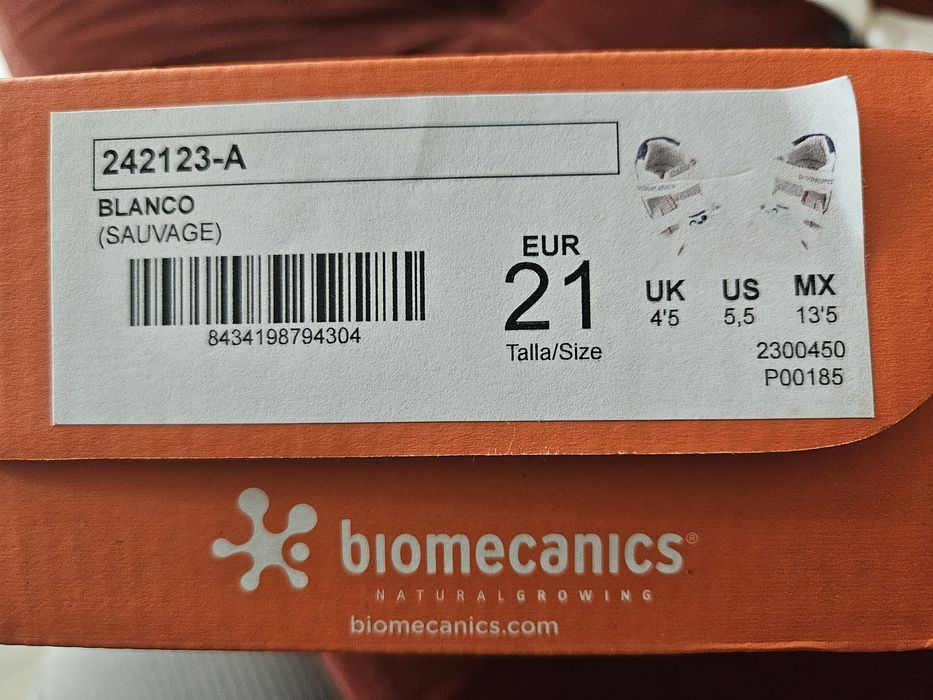 242123-A
BLANCO
(SAUVAGE)
8434198794304
EUR
21
Talla/Size
UK US MX
4'5 5,5 13'5
2300450
P00185
biomecanics®
NATURALGROWING
biomecanics.com